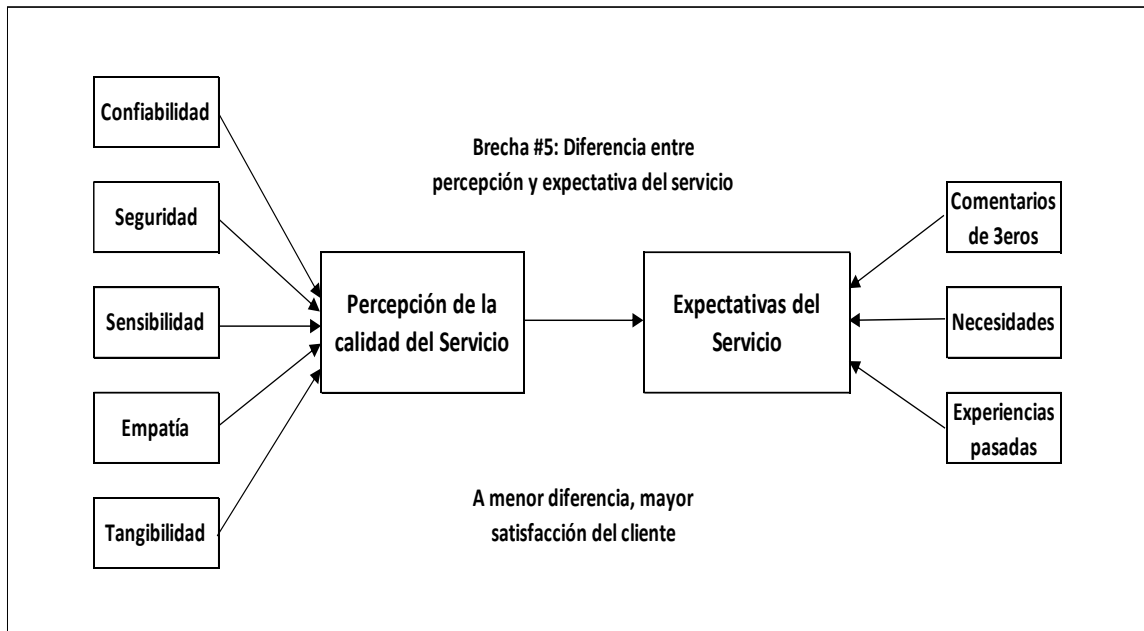 Confiabilidad
Seguridad
Sensibilidad
Empatía
Tangibilidad
Brecha #5: Diferencia entre
percepción y expectativa del servicio
Percepción de la
calidad del Servicio
Expectativas del
Servicio
A menor diferencia, mayor
satisfacción del cliente
Comentarios
de 3eros
Necesidades
Experiencias
pasadas